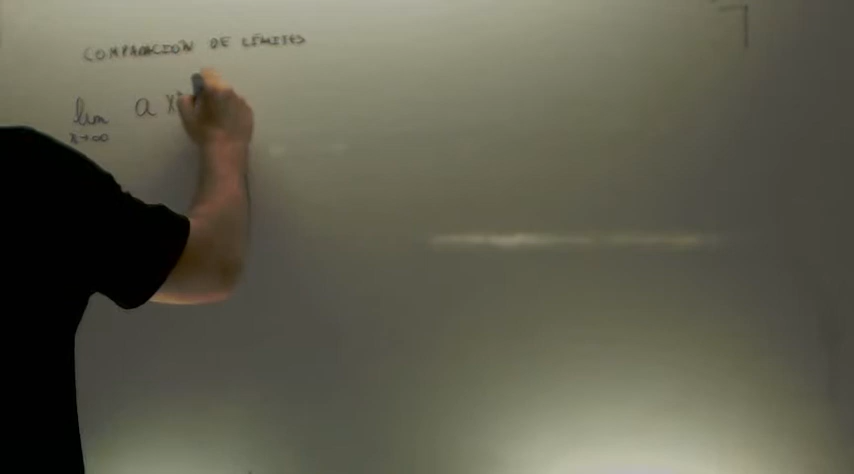 COMPARACIÓN DE LÍMITES
lim a x
x→∞